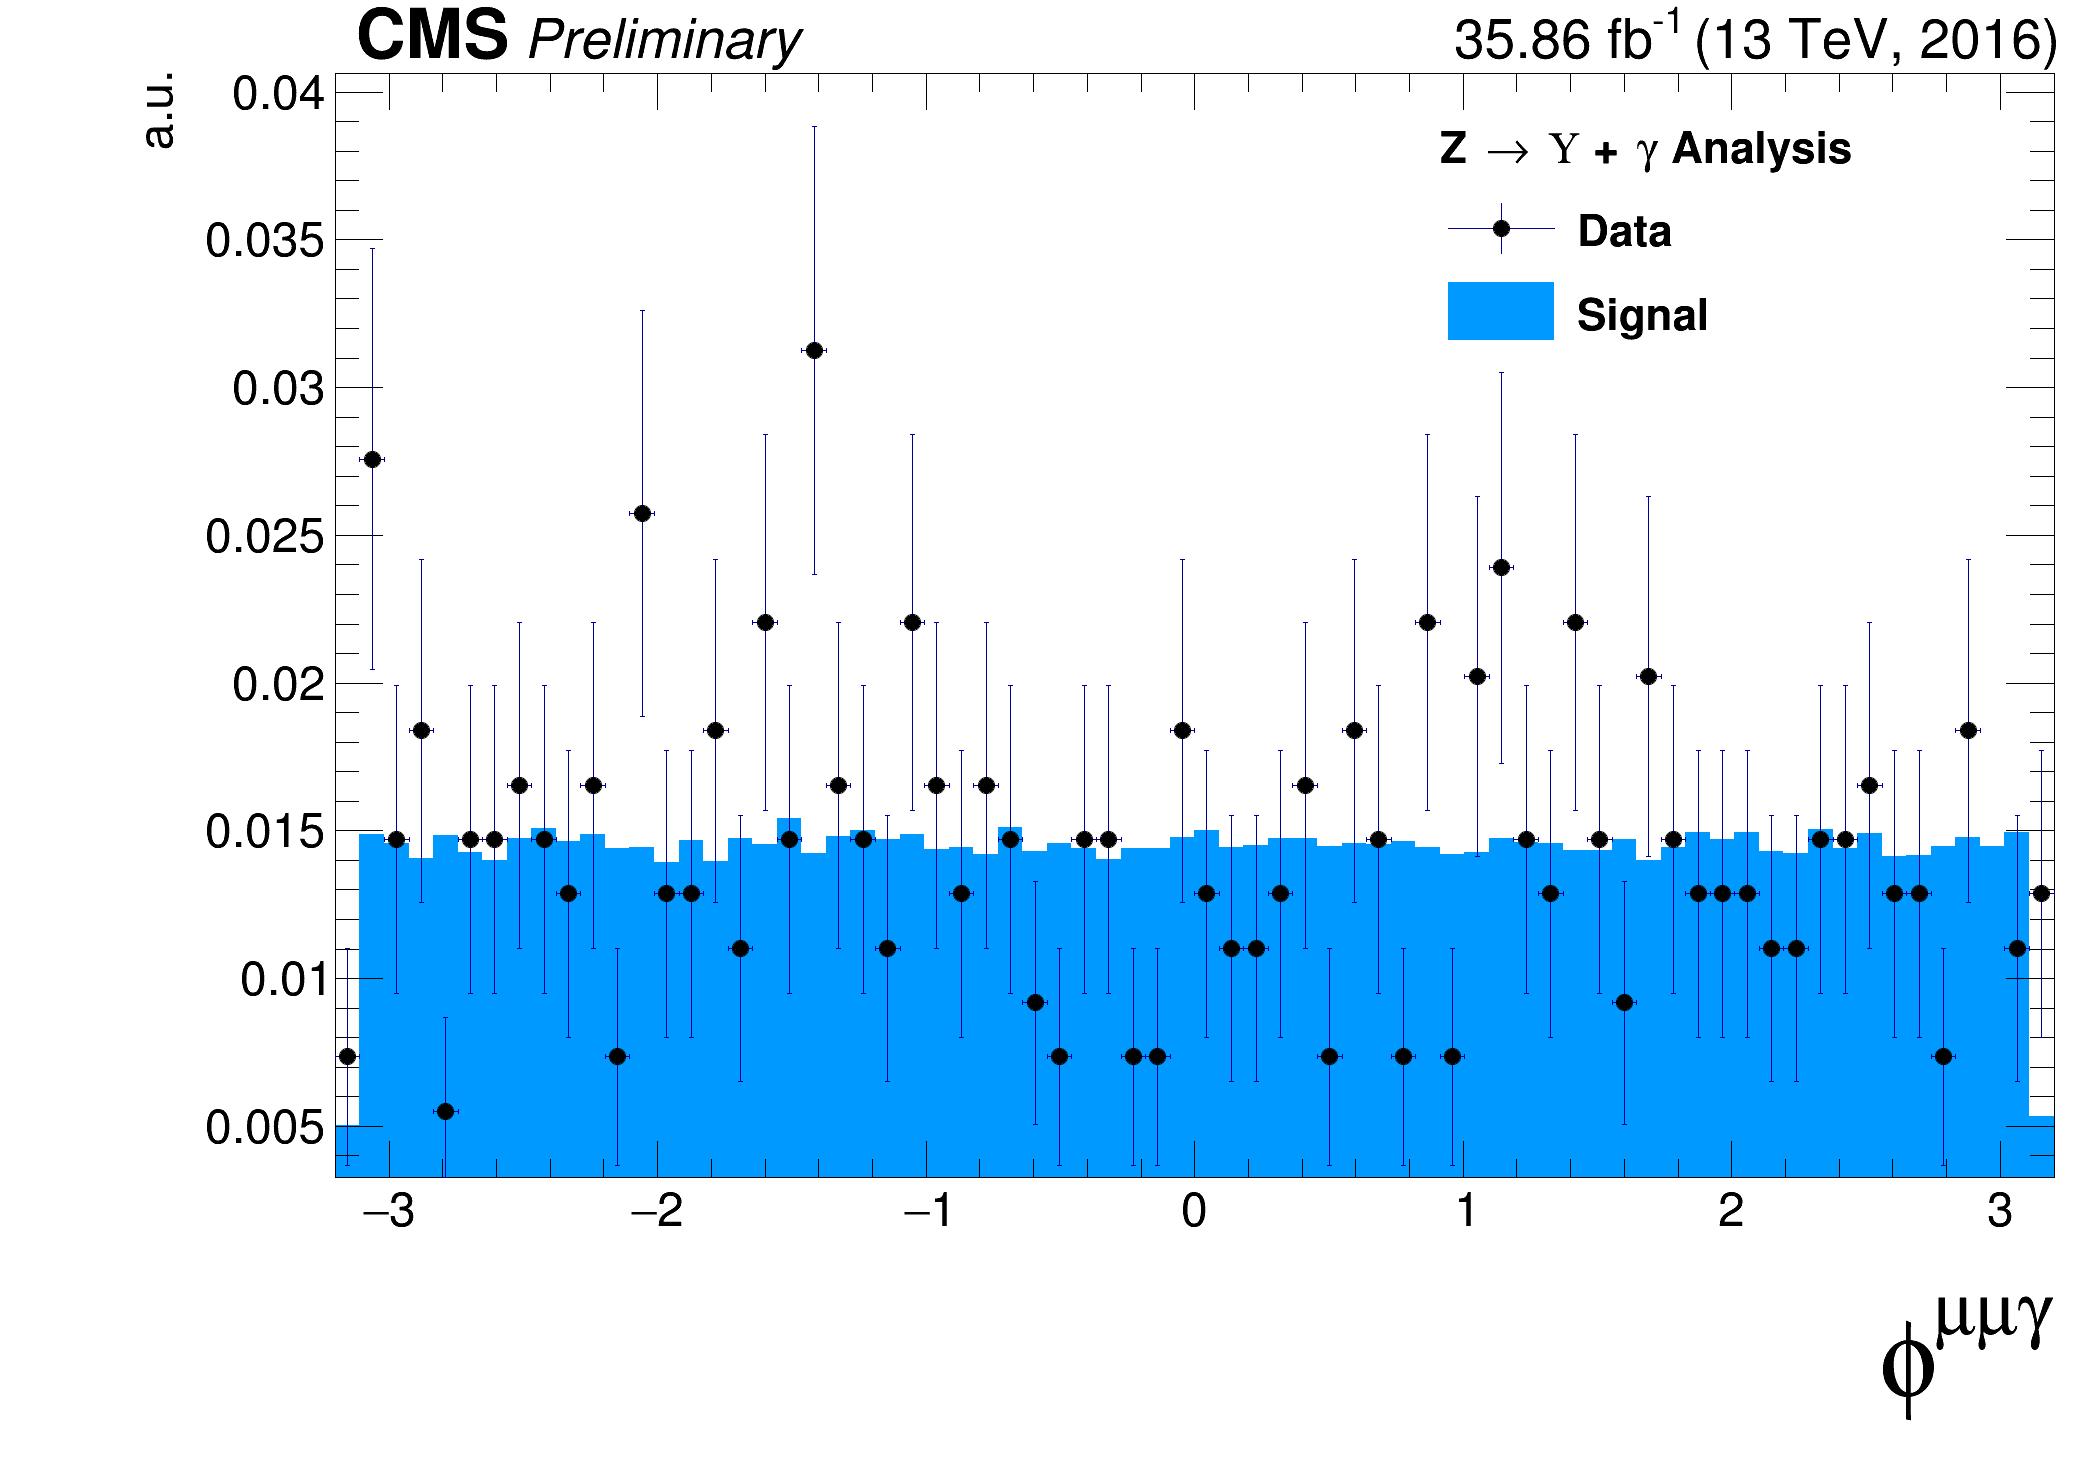 CMS Preliminary 35.86 fb⁻¹ (13 TeV, 2016)
a.u.
Z → Υ + γ Analysis
Data
Signal
0.04
0.035
0.03
0.025
0.02
0.015
0.01
0.005
−3 −2 −1 0 1 2 3
ϕ^μμγ